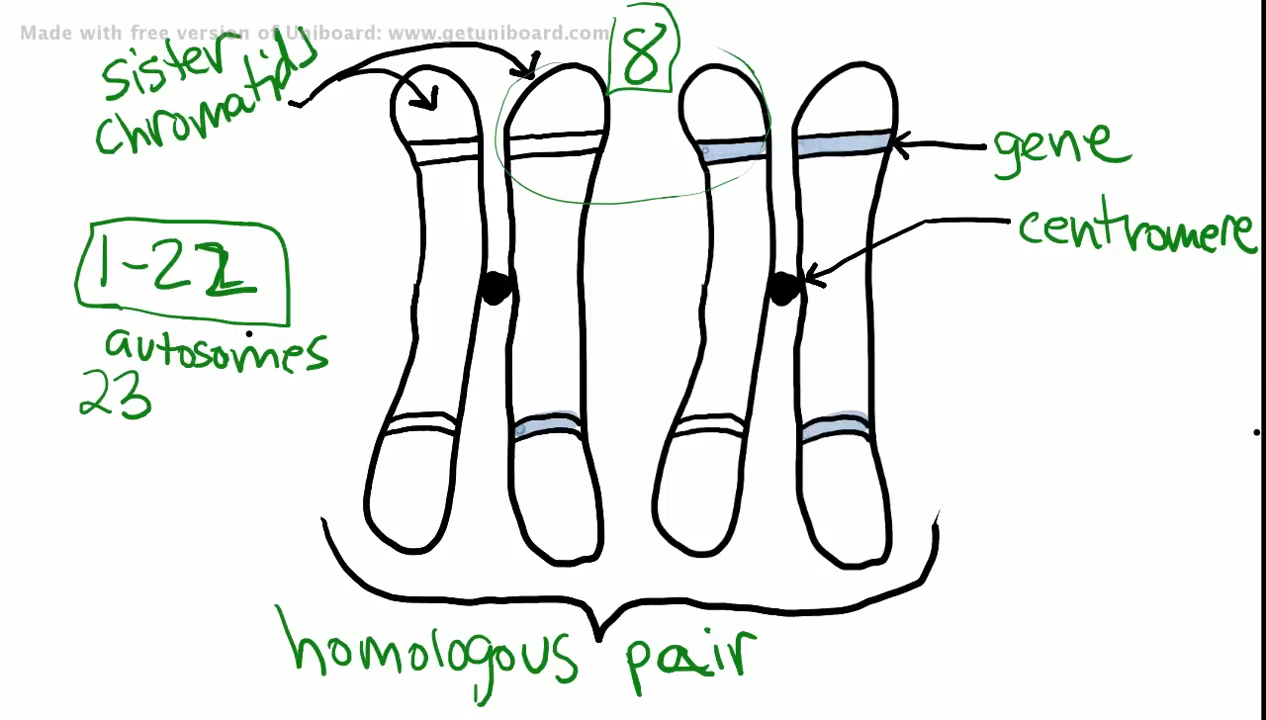 Made with free version of Uniboard: www.getuniboard.com
8
sister
chromatids
gene
centromere
1-22
autosomes
23
homologous pair